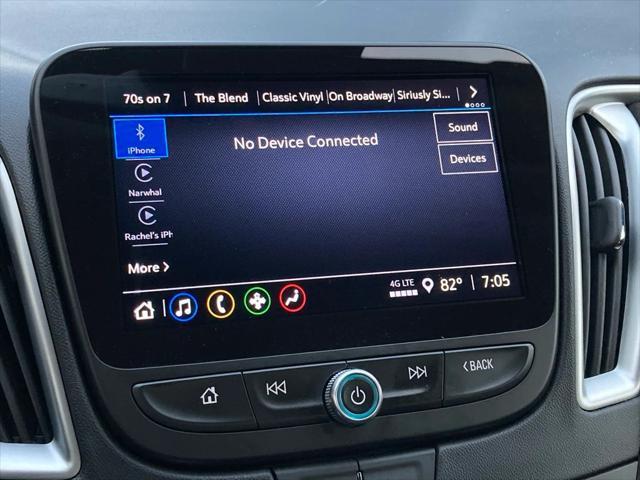 70s on 7 | The Blend | Classic Vinyl | On Broadway | Siriusly Si...
iPhone
No Device Connected
Sound
Devices
Narwhal
Rachel's iPh
More
4G LTE
82° | 7:05
BACK